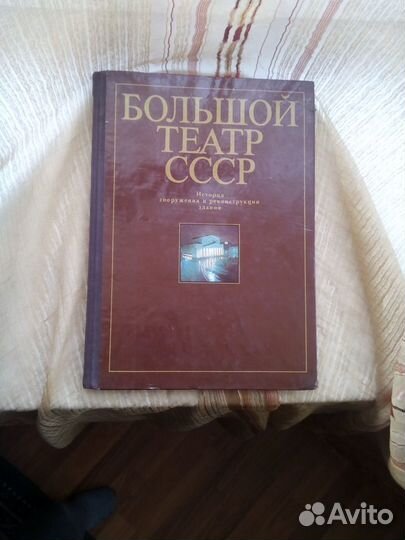 БОЛЬШОЙ
ТЕАТР
СССР
История
сооружения и реконструкции
здания
Avito